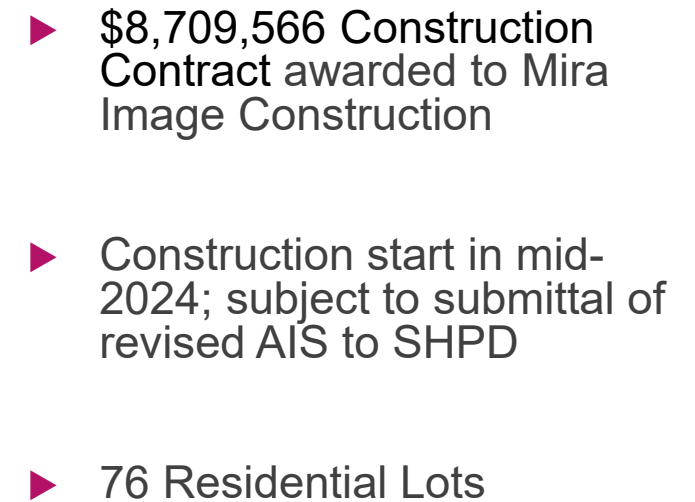 $8,709,566 Construction
Contract awarded to Mira
Image Construction
Construction start in mid-
2024; subject to submittal of
revised AIS to SHPD
76 Residential Lots